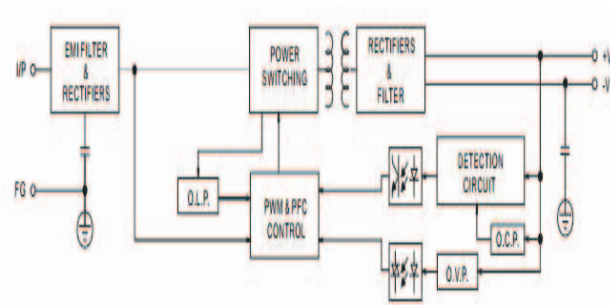 I/P
EMI FILTER
&
RECTIFIERS
POWER
SWITCHING
RECTIFIERS
&
FILTER
+V
-V
FG
O.L.P.
PWM & PFC
CONTROL
DETECTION
CIRCUIT
O.C.P.
O.V.P.